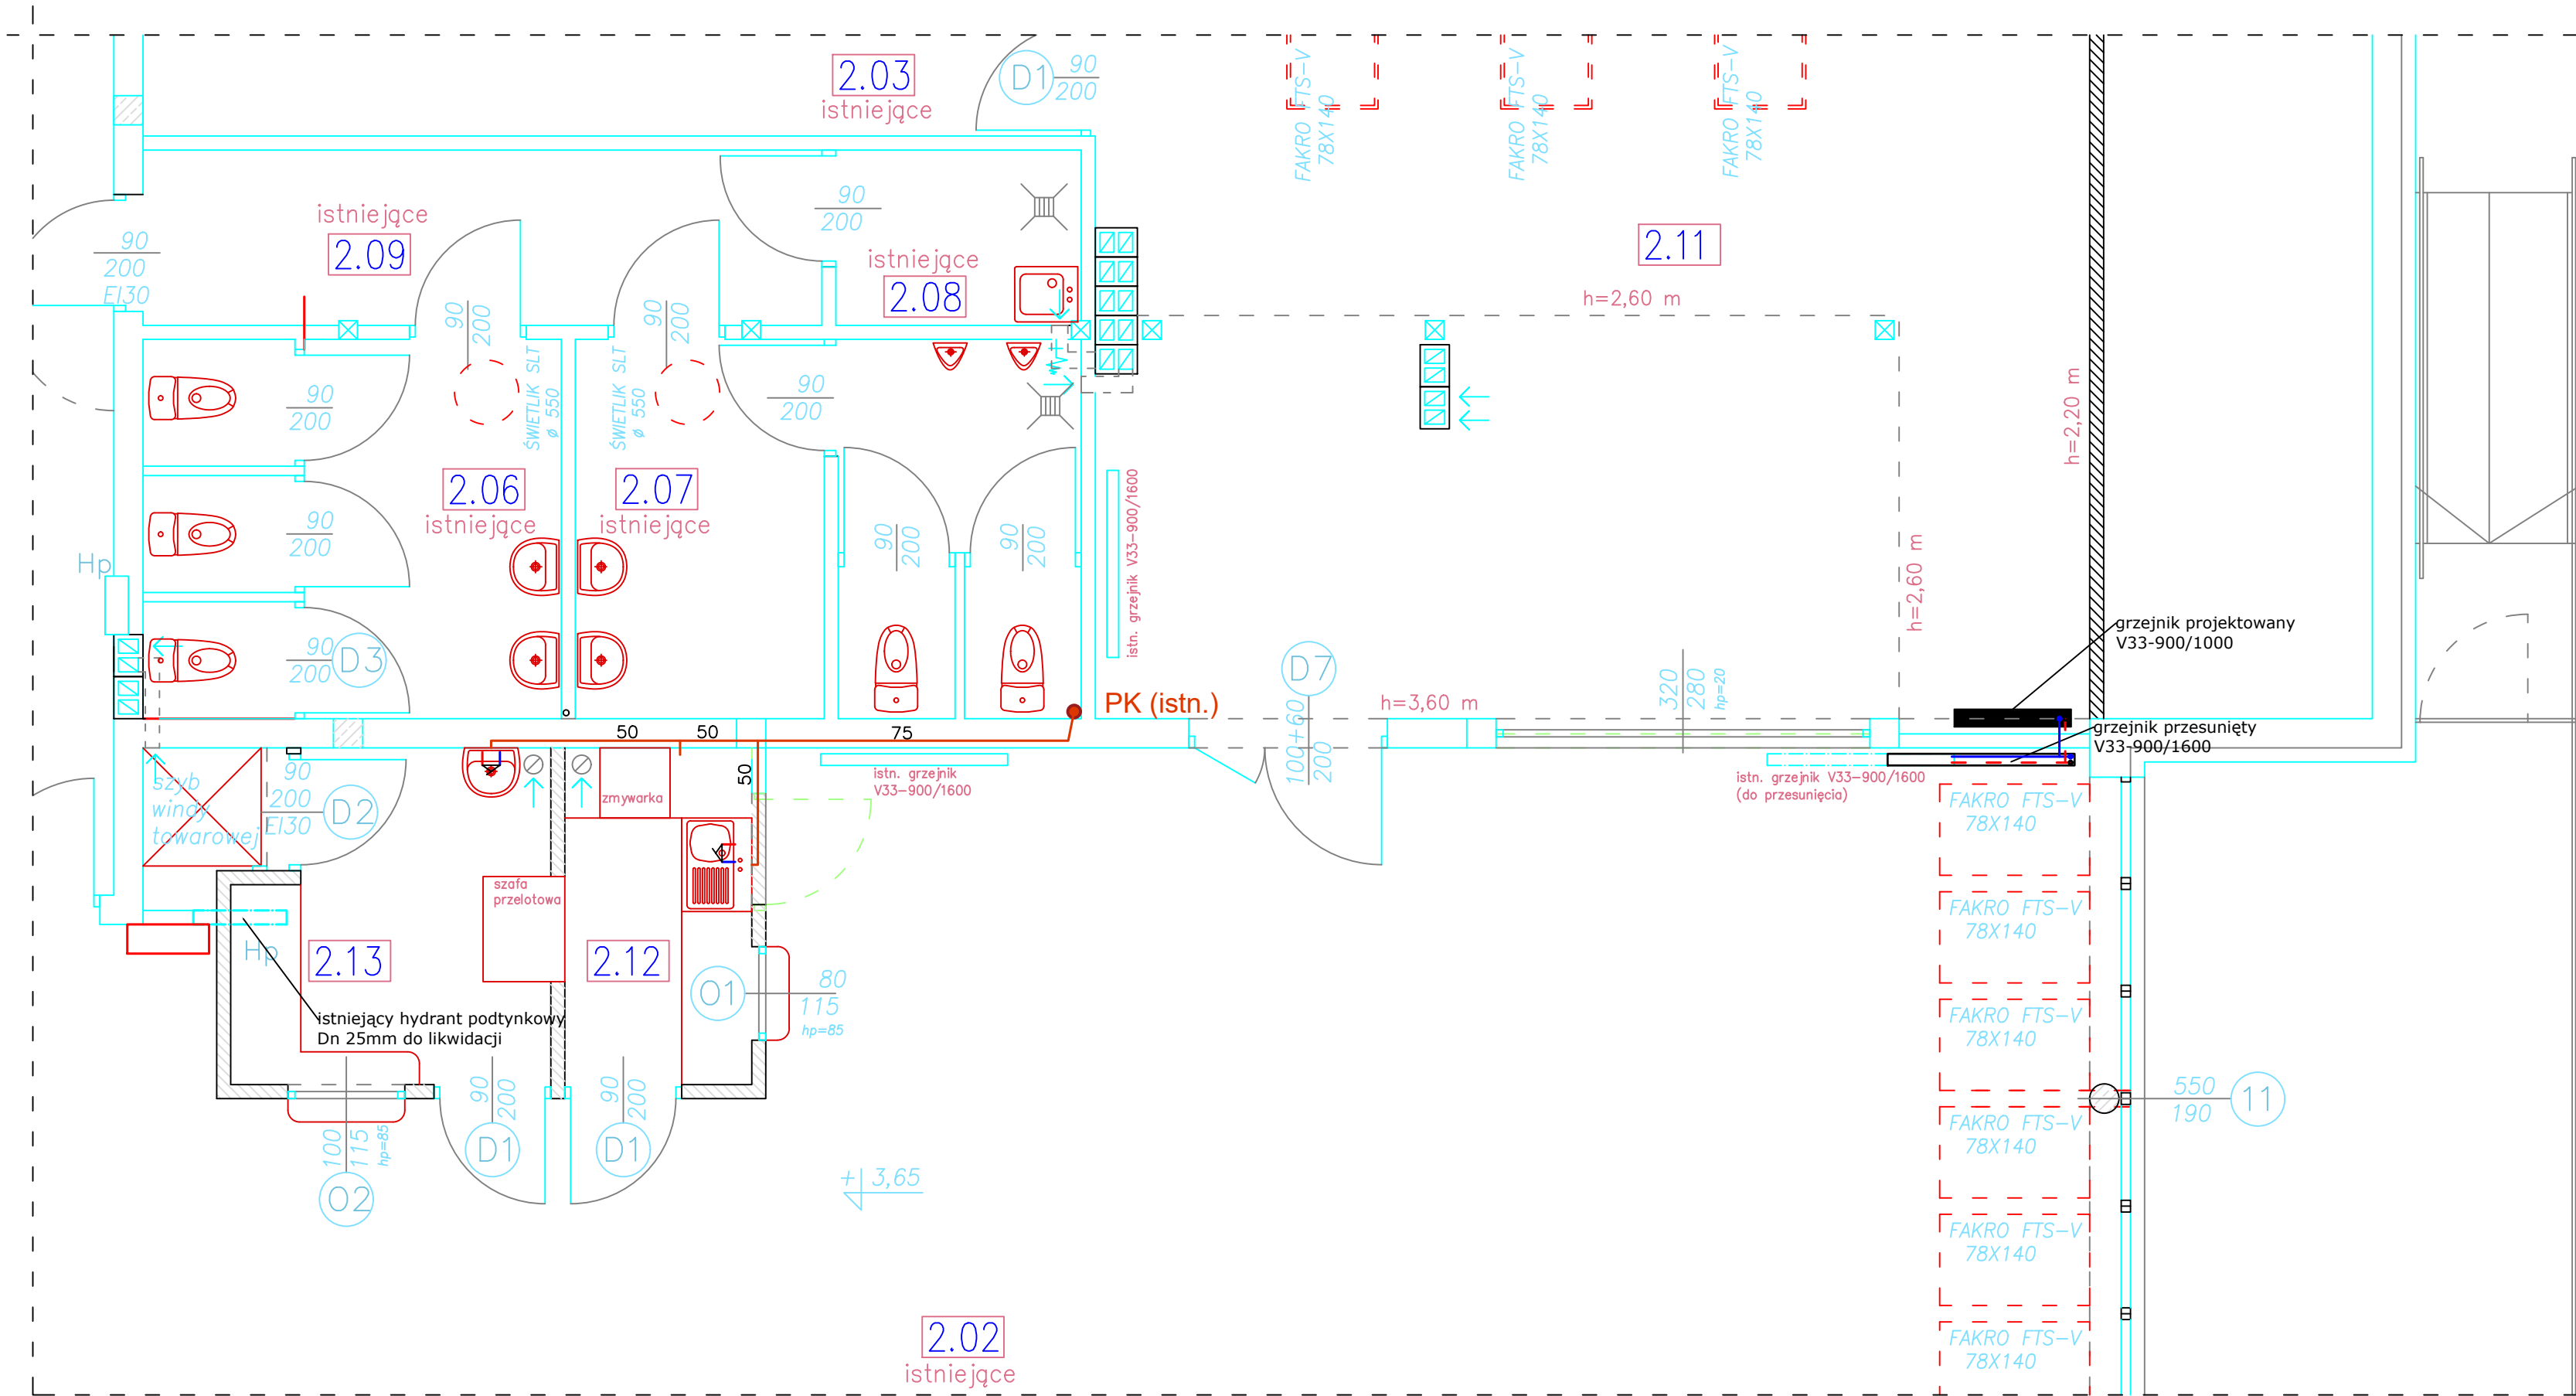 2.03
istniejące
D1
90
200
FAKRO FTS-V
78X140
FAKRO FTS-V
78X140
FAKRO FTS-V
78X140
istniejące
2.09
90
200
EI30
90
200
istniejące
2.08
2.11
h=2,60 m
90
200
90
200
ŚWIETLIK SLT
ø 550
ŚWIETLIK SLT
ø 550
90
200
90
200
h=2,20 m
2.06
istniejące
2.07
istniejące
90
200
90
200
90
200
istn. grzejnik V33-900/1600
h=2,60 m
Hp
90
200
D3
D7
100+60
200
320
280
hp=20
grzejnik projektowany
V33-900/1000
PK (istn.)
h=3,60 m
50
50
75
50
grzejnik przesunięty
V33-900/1600
szyb
windy
towarowej
90
200
EI30
D2
zmywarka
istn. grzejnik
V33-900/1600
istn. grzejnik V33-900/1600
(do przesunięcia)
FAKRO FTS-V
78X140
szafa
przelotowa
FAKRO FTS-V
78X140
Hp
2.13
2.12
O1
80
115
hp=85
istniejący hydrant podtynkowy
Dn 25mm do likwidacji
FAKRO FTS-V
78X140
90
200
D1
90
200
D1
100
115
hp=85
O2
550
190
11
FAKRO FTS-V
78X140
+ 3,65
FAKRO FTS-V
78X140
2.02
istniejące
FAKRO FTS-V
78X140